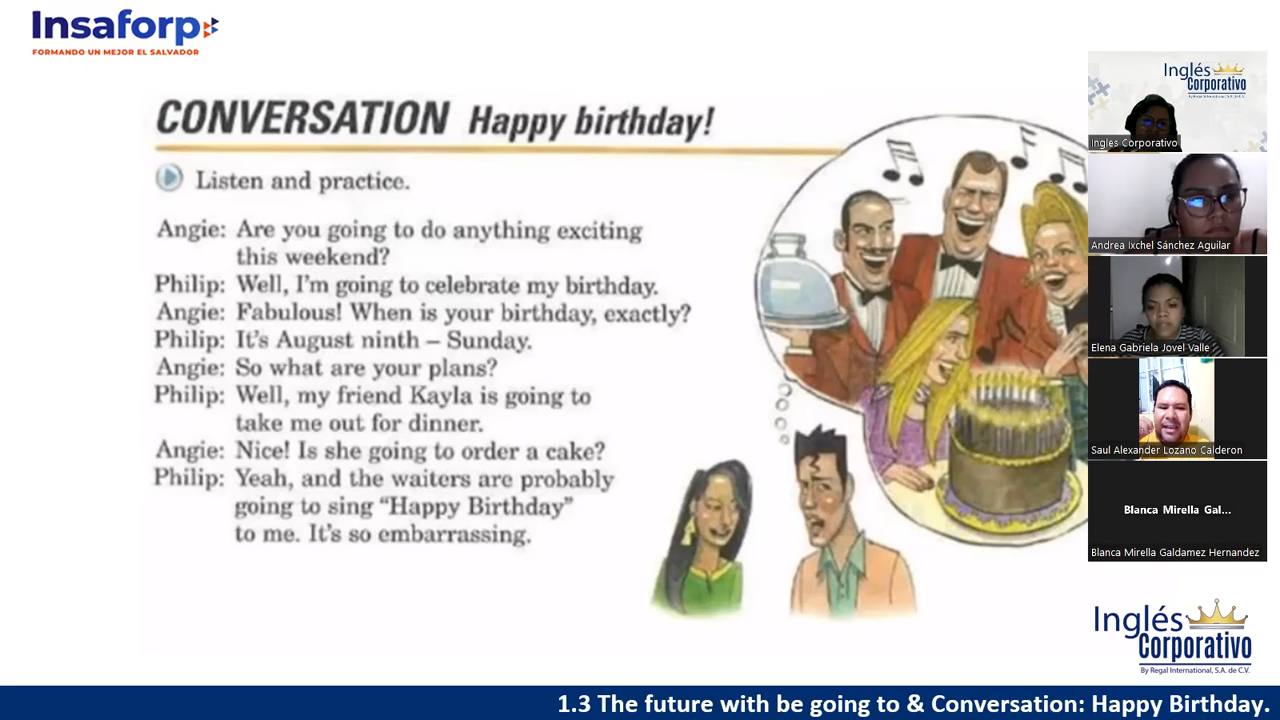 Insaforp
FORMANDO UN MEJOR EL SALVADOR
CONVERSATION Happy birthday!
Listen and practice.
Angie: Are you going to do anything exciting
this weekend?
Philip: Well, I'm going to celebrate my birthday.
Angie: Fabulous! When is your birthday, exactly?
Philip: It's August ninth – Sunday.
Angie: So what are your plans?
Philip: Well, my friend Kayla is going to
take me out for dinner.
Angie: Nice! Is she going to order a cake?
Philip: Yeah, and the waiters are probably
going to sing “Happy Birthday”
to me. It's so embarrassing.
Inglés
Corporativo
By Regal International, S.A. de C.V.
Ingles Corporativo
Andrea Ixchel Sánchez Aguilar
Elena Gabriela Jovel Valle
Saul Alexander Lozano Calderon
Blanca Mirella Gal...
Blanca Mirella Galdamez Hernandez
Inglés
Corporativo
By Regal International, S.A. de C.V.
1.3 The future with be going to & Conversation: Happy Birthday.